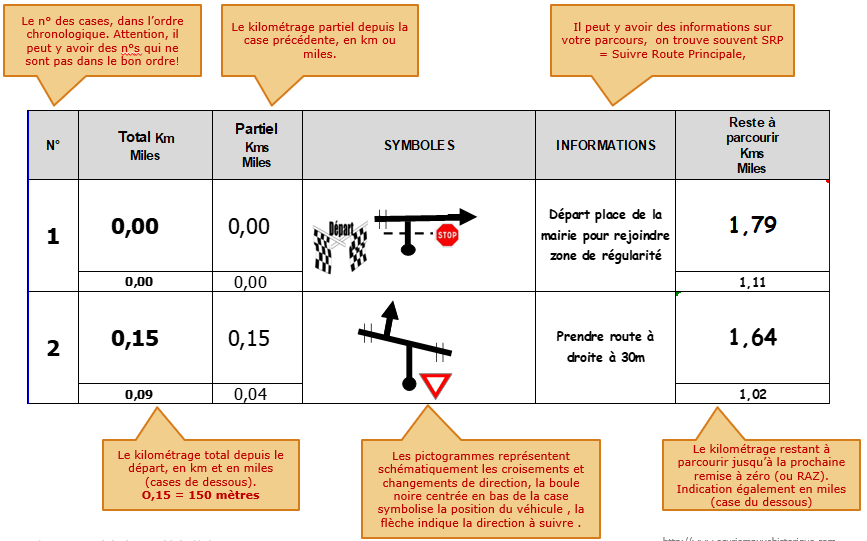 Le n° des cases, dans l'ordre
chronologique. Attention, il
peut y avoir des n°s qui ne
sont pas dans le bon ordre!
Le kilométrage partiel depuis la
case précédente, en km ou
miles.
Il peut y avoir des informations sur
votre parcours, on trouve souvent SRP
= Suivre Route Principale,
N°
Total Km
Miles
Partiel
Kms
Miles
SYMBOLES
INFORMATIONS
Reste à
parcourir
Kms
Miles
1
0,00
0,00
Départ
STOP
Départ place de la
mairie pour rejoindre
zone de régularité
1,79
0,00
0,00
1,11
2
0,15
0,15
Prendre route à
droite à 30m
1,64
0,09
0,04
1,02
Le kilométrage total depuis le
départ, en km et en miles
(cases de dessous).
O,15 = 150 mètres
Les pictogrammes représentent
schématiquement les croisements et
changements de direction, la boule
noire centrée en bas de la case
symbolise la position du véhicule , la
flèche indique la direction à suivre .
Le kilométrage restant à
parcourir jusqu'à la prochaine
remise à zéro (ou RAZ).
Indication également en miles
(case du dessous)